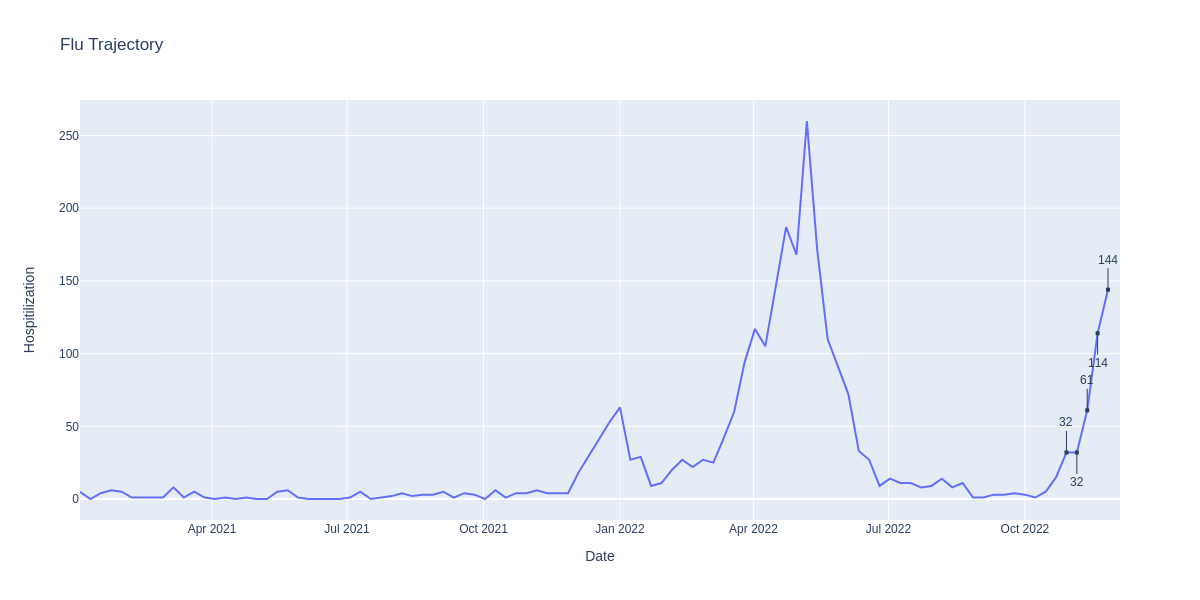 Flu Trajectory
250
200
150
100
50
0
Hospitilization
144
114
61
32
32
Apr 2021
Jul 2021
Oct 2021
Jan 2022
Apr 2022
Jul 2022
Oct 2022
Date